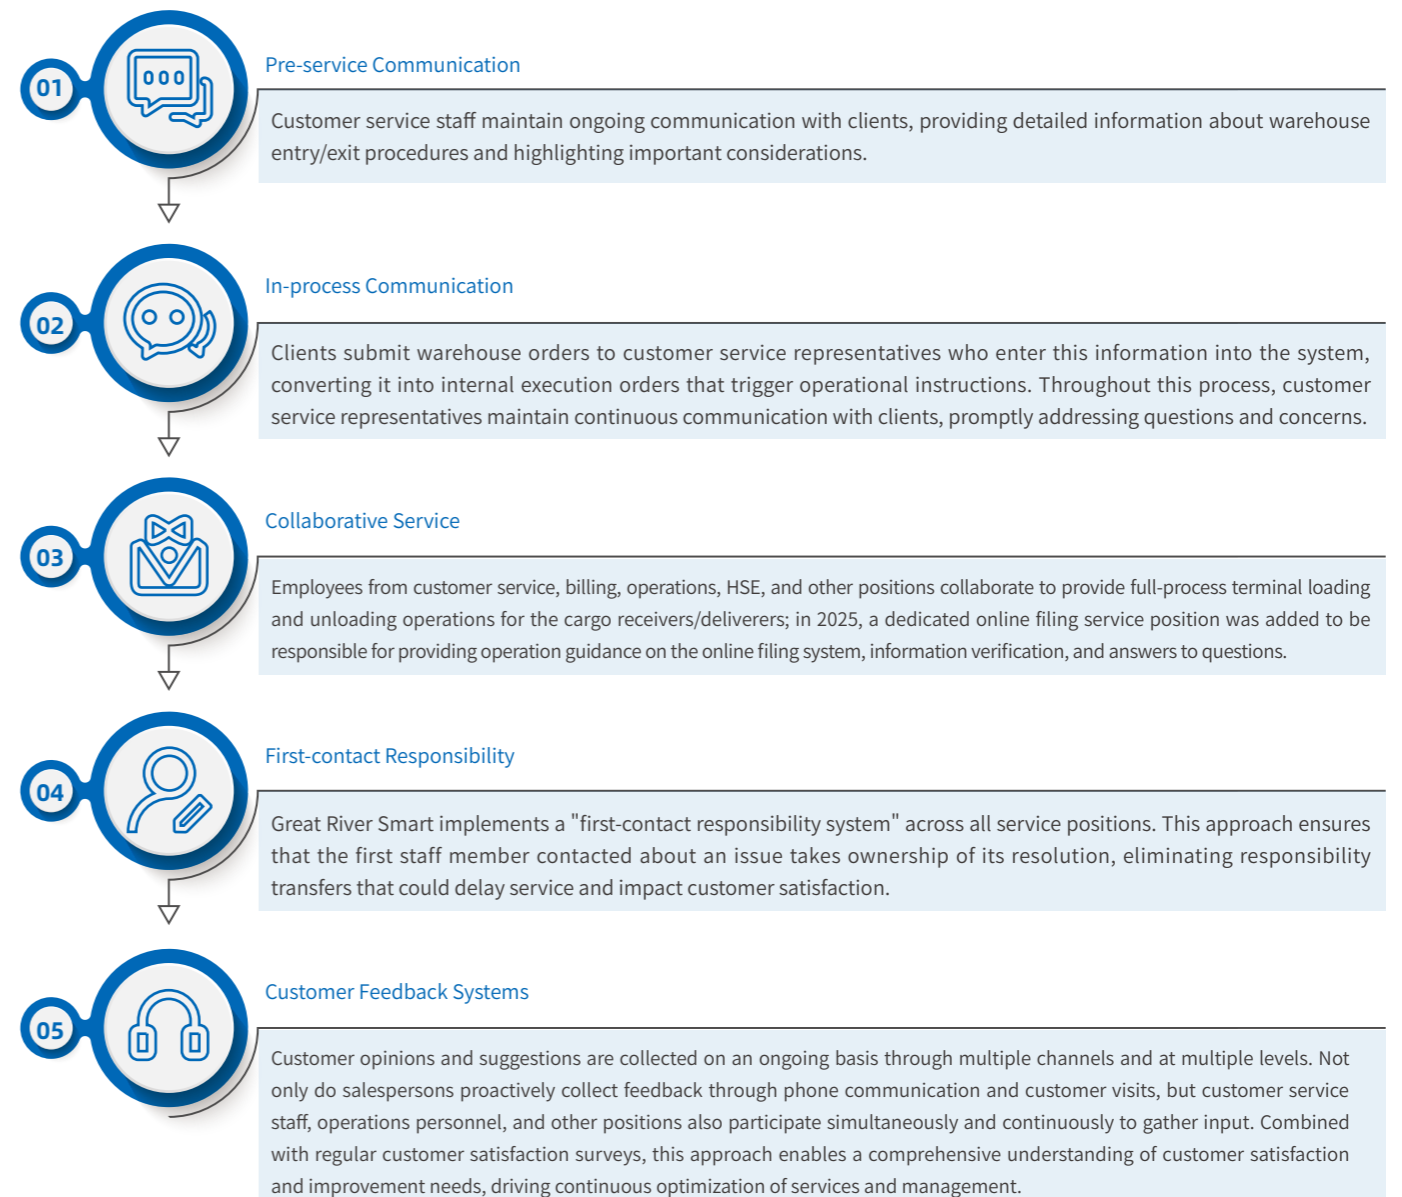 01
Pre-service Communication
Customer service staff maintain ongoing communication with clients, providing detailed information about warehouse
entry/exit procedures and highlighting important considerations.
02
In-process Communication
Clients submit warehouse orders to customer service representatives who enter this information into the system,
converting it into internal execution orders that trigger operational instructions. Throughout this process, customer
service representatives maintain continuous communication with clients, promptly addressing questions and concerns.
03
Collaborative Service
Employees from customer service, billing, operations, HSE, and other positions collaborate to provide full-process terminal loading
and unloading operations for the cargo receivers/deliverers; in 2025, a dedicated online filing service position was added to be
responsible for providing operation guidance on the online filing system, information verification, and answers to questions.
04
First-contact Responsibility
Great River Smart implements a "first-contact responsibility system" across all service positions. This approach ensures
that the first staff member contacted about an issue takes ownership of its resolution, eliminating responsibility
transfers that could delay service and impact customer satisfaction.
05
Customer Feedback Systems
Customer opinions and suggestions are collected on an ongoing basis through multiple channels and at multiple levels. Not
only do salespersons proactively collect feedback through phone communication and customer visits, but customer service
staff, operations personnel, and other positions also participate simultaneously and continuously to gather input. Combined
with regular customer satisfaction surveys, this approach enables a comprehensive understanding of customer satisfaction
and improvement needs, driving continuous optimization of services and management.